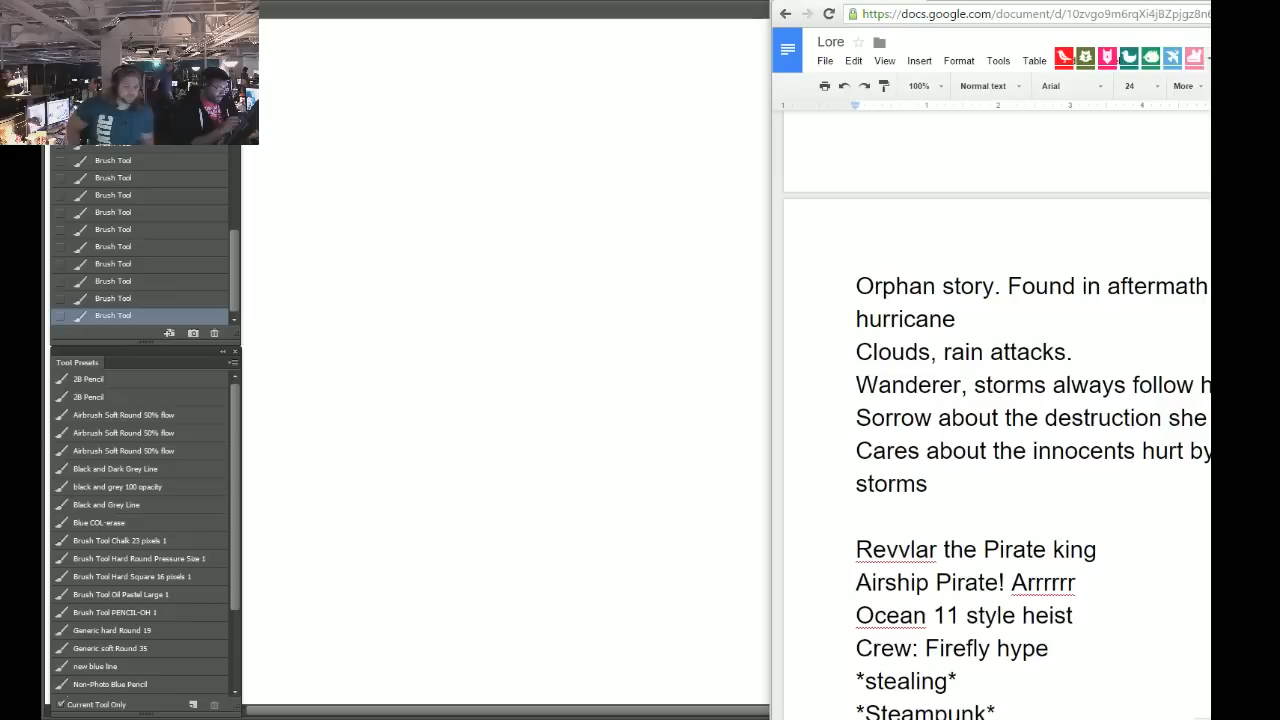 https://docs.google.com/document/d/10zvgo9m6rqXi4jBZpjgz8n
Lore
File Edit View Insert Format Tools Table
100% Normal text Arial 24 More
1 1 2 3 4
Brush Tool
Brush Tool
Brush Tool
Brush Tool
Brush Tool
Brush Tool
Brush Tool
Brush Tool
Brush Tool
Brush Tool
Tool Presets
2B Pencil
2B Pencil
Airbrush Soft Round 50% flow
Airbrush Soft Round 50% flow
Airbrush Soft Round 50% flow
Black and Dark Grey Line
black and grey 100 opacity
Black and Grey Line
Blue COL-erase
Brush Tool Chalk 23 pixels 1
Brush Tool Hard Round Pressure Size 1
Brush Tool Hard Square 16 pixels 1
Brush Tool Oil Pastel Large 1
Brush Tool PENCIL-OH 1
Generic hard Round 19
Generic soft Round 35
new blue line
Non-Photo Blue Pencil
Current Tool Only
Orphan story. Found in aftermath
hurricane
Clouds, rain attacks.
Wanderer, storms always follow h
Sorrow about the destruction she
Cares about the innocents hurt by
storms
Revvlar the Pirate king
Airship Pirate! Arrrrrr
Ocean 11 style heist
Crew: Firefly hype
*stealing*
*Steampunk*